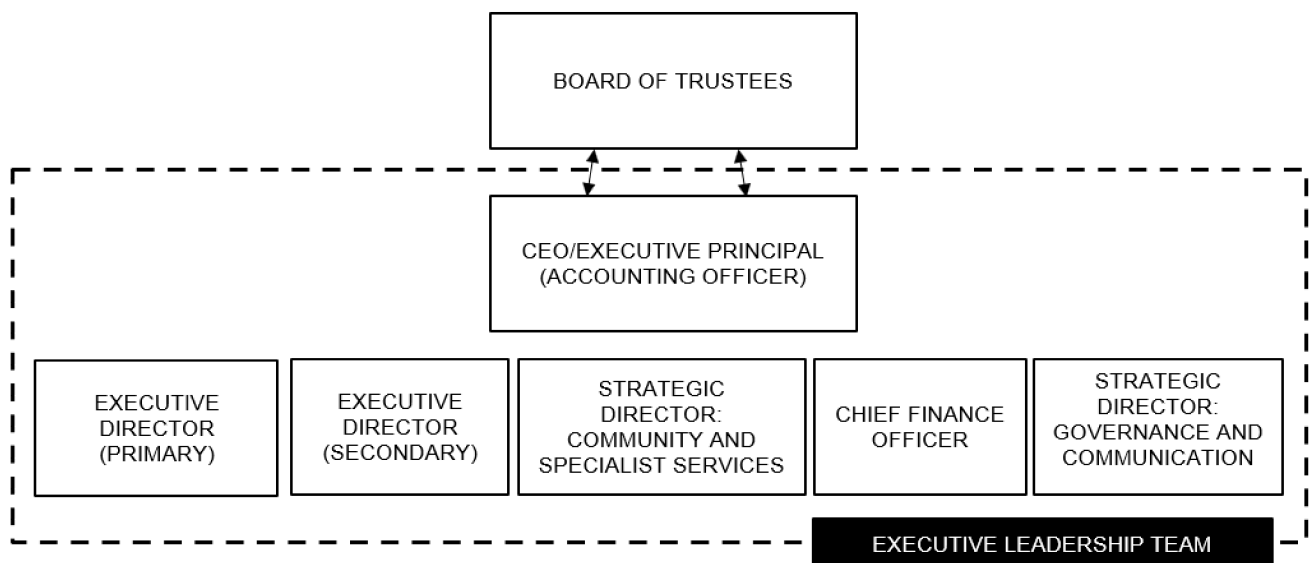 BOARD OF TRUSTEES
CEO/EXECUTIVE PRINCIPAL
(ACCOUNTING OFFICER)
EXECUTIVE
DIRECTOR
(PRIMARY)
EXECUTIVE
DIRECTOR
(SECONDARY)
STRATEGIC
DIRECTOR:
COMMUNITY AND
SPECIALIST SERVICES
CHIEF FINANCE
OFFICER
STRATEGIC
DIRECTOR:
GOVERNANCE AND
COMMUNICATION
EXECUTIVE LEADERSHIP TEAM